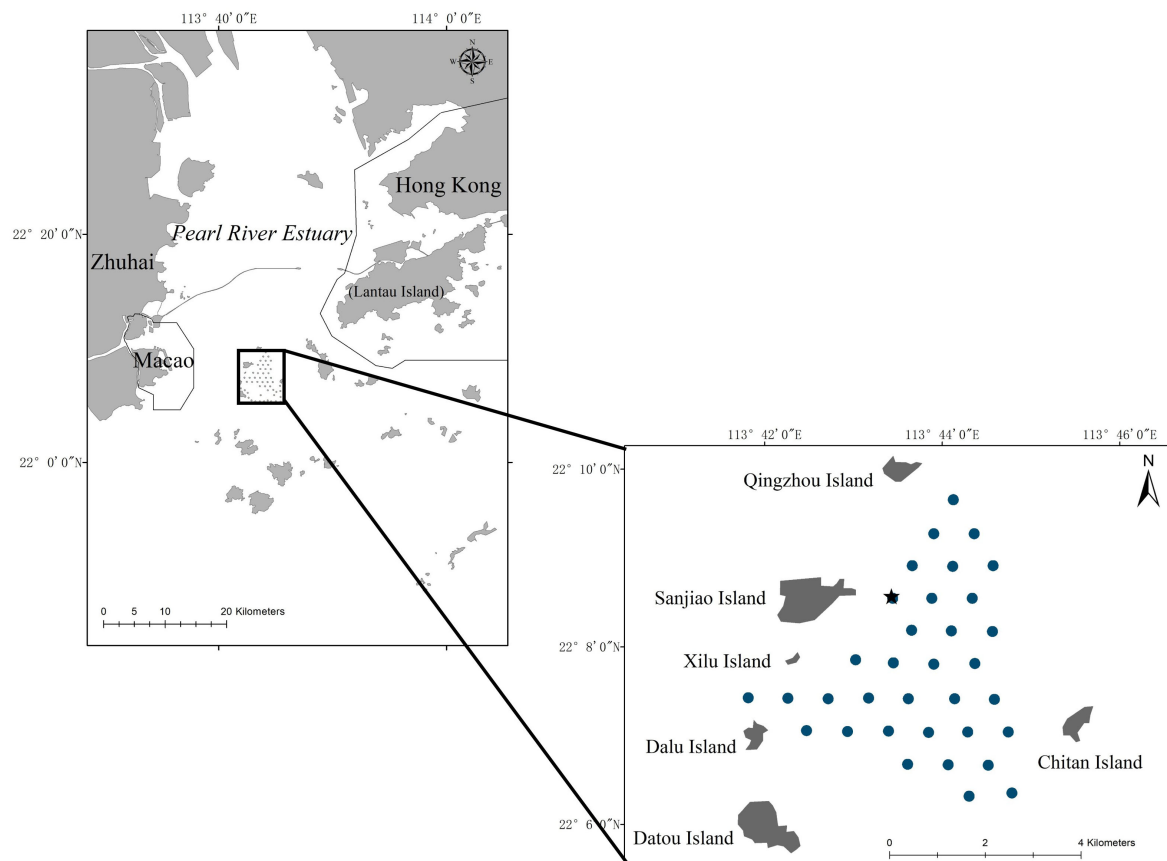 113° 40′0″E
114° 0′0″E
N
W
E
S
Hong Kong
22° 20′0″N
Pearl River Estuary
Zhuhai
(Lantau Island)
Macao
22° 0′0″N
0 5 10 20 Kilometers
113° 42′0″E
113° 44′0″E
113° 46′0″E
N
22° 10′0″N
Qingzhou Island
Sanjiao Island
22° 8′0″N
Xilu Island
Dalu Island
Chitan Island
22° 6′0″N
Datou Island
0 2 4 Kilometers